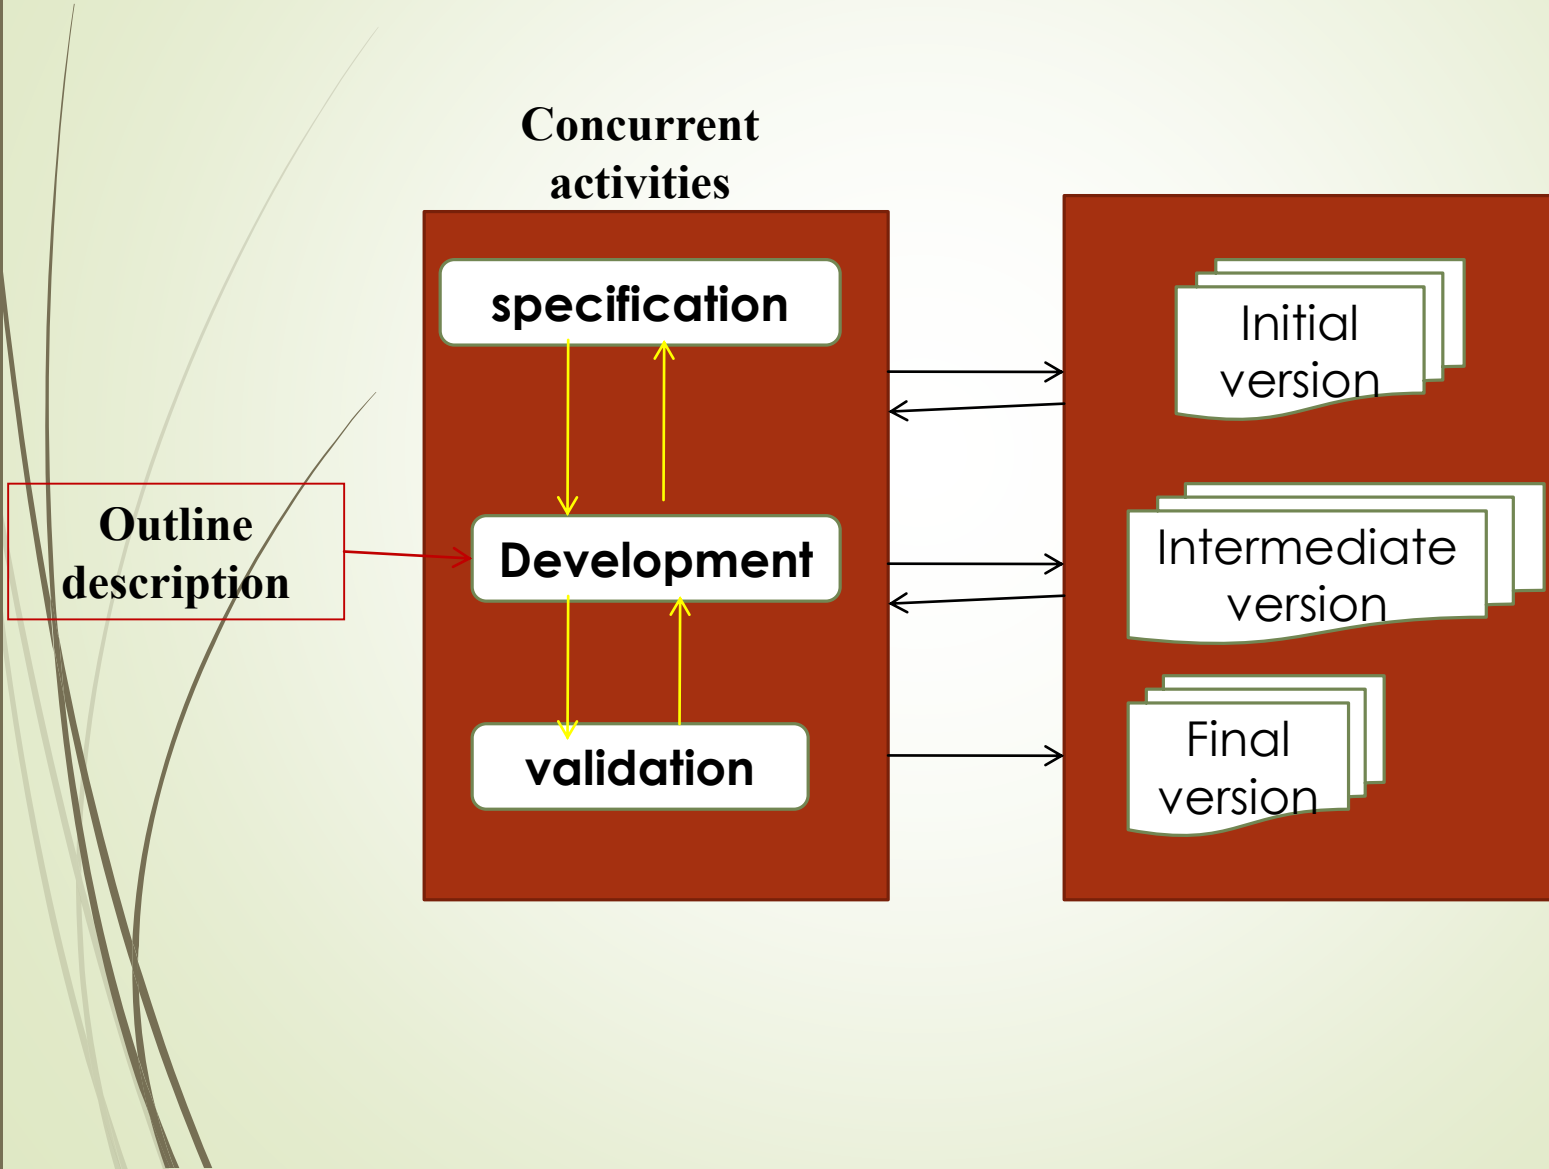 Concurrent
activities
specification
Initial
version
Outline
description
Development
Intermediate
version
validation
Final
version